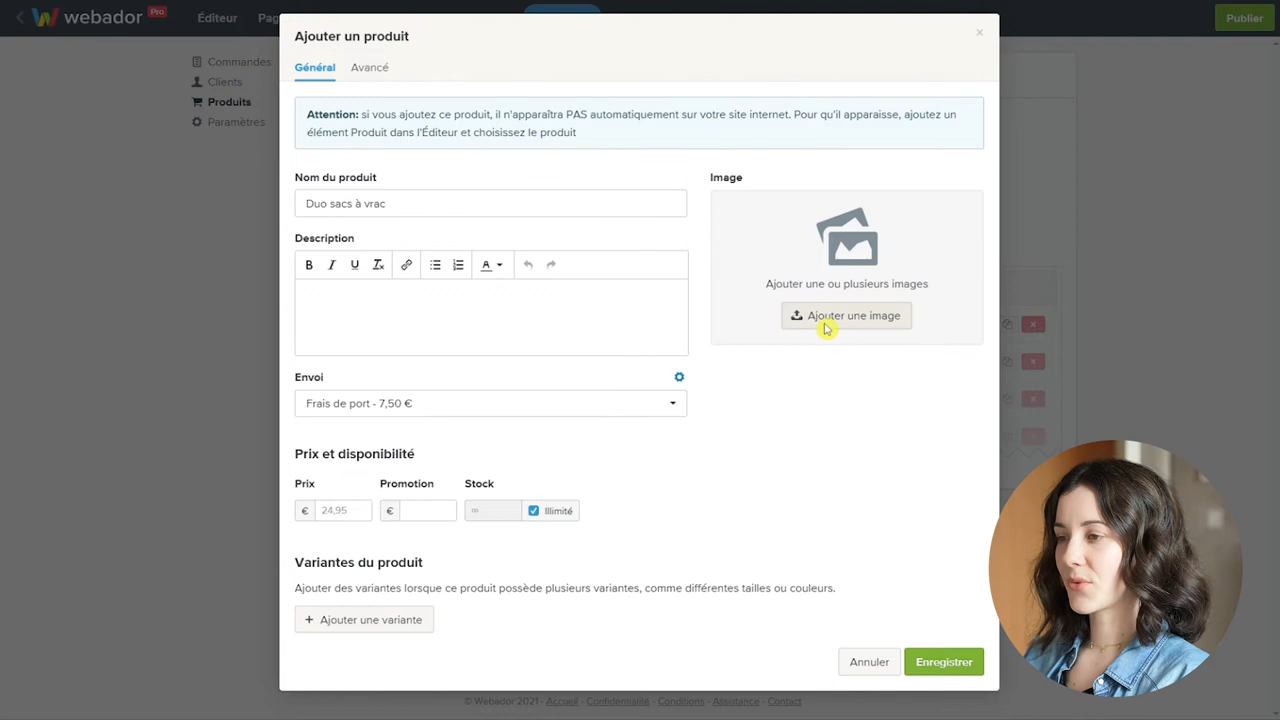 webador Pro
Éditeur
Pag
Publier
Commandes
Clients
Produits
Paramètres
Ajouter un produit
×
Général
Avancé
Attention: si vous ajoutez ce produit, il n'apparaîtra PAS automatiquement sur votre site internet. Pour qu'il apparaisse, ajoutez un
élément Produit dans l'Éditeur et choisissez le produit
Nom du produit
Duo sacs à vrac
Image
Ajouter une ou plusieurs images
Ajouter une image
Description
B I U Tx A
Envoi
Frais de port - 7,50 €
Prix et disponibilité
Prix
Promotion
Stock
€ 24,95
€
∞
Illimité
Variantes du produit
Ajouter des variantes lorsque ce produit possède plusieurs variantes, comme différentes tailles ou couleurs.
+ Ajouter une variante
Annuler
Enregistrer
© Webador 2021 - Accueil - Confidentialité - Conditions - Assistance - Contact